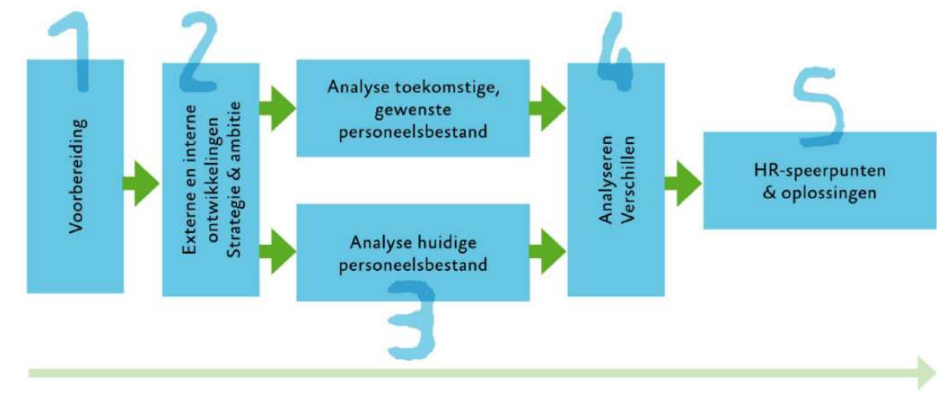 1
Voorbereiding
2
Externe en interne
ontwikkelingen
Strategie & ambitie
Analyse toekomstige,
gewenste
personeelsbestand
Analyse huidige
personeelsbestand
3
4
Analyseren
Verschillen
5
HR-speerpunten
& oplossingen